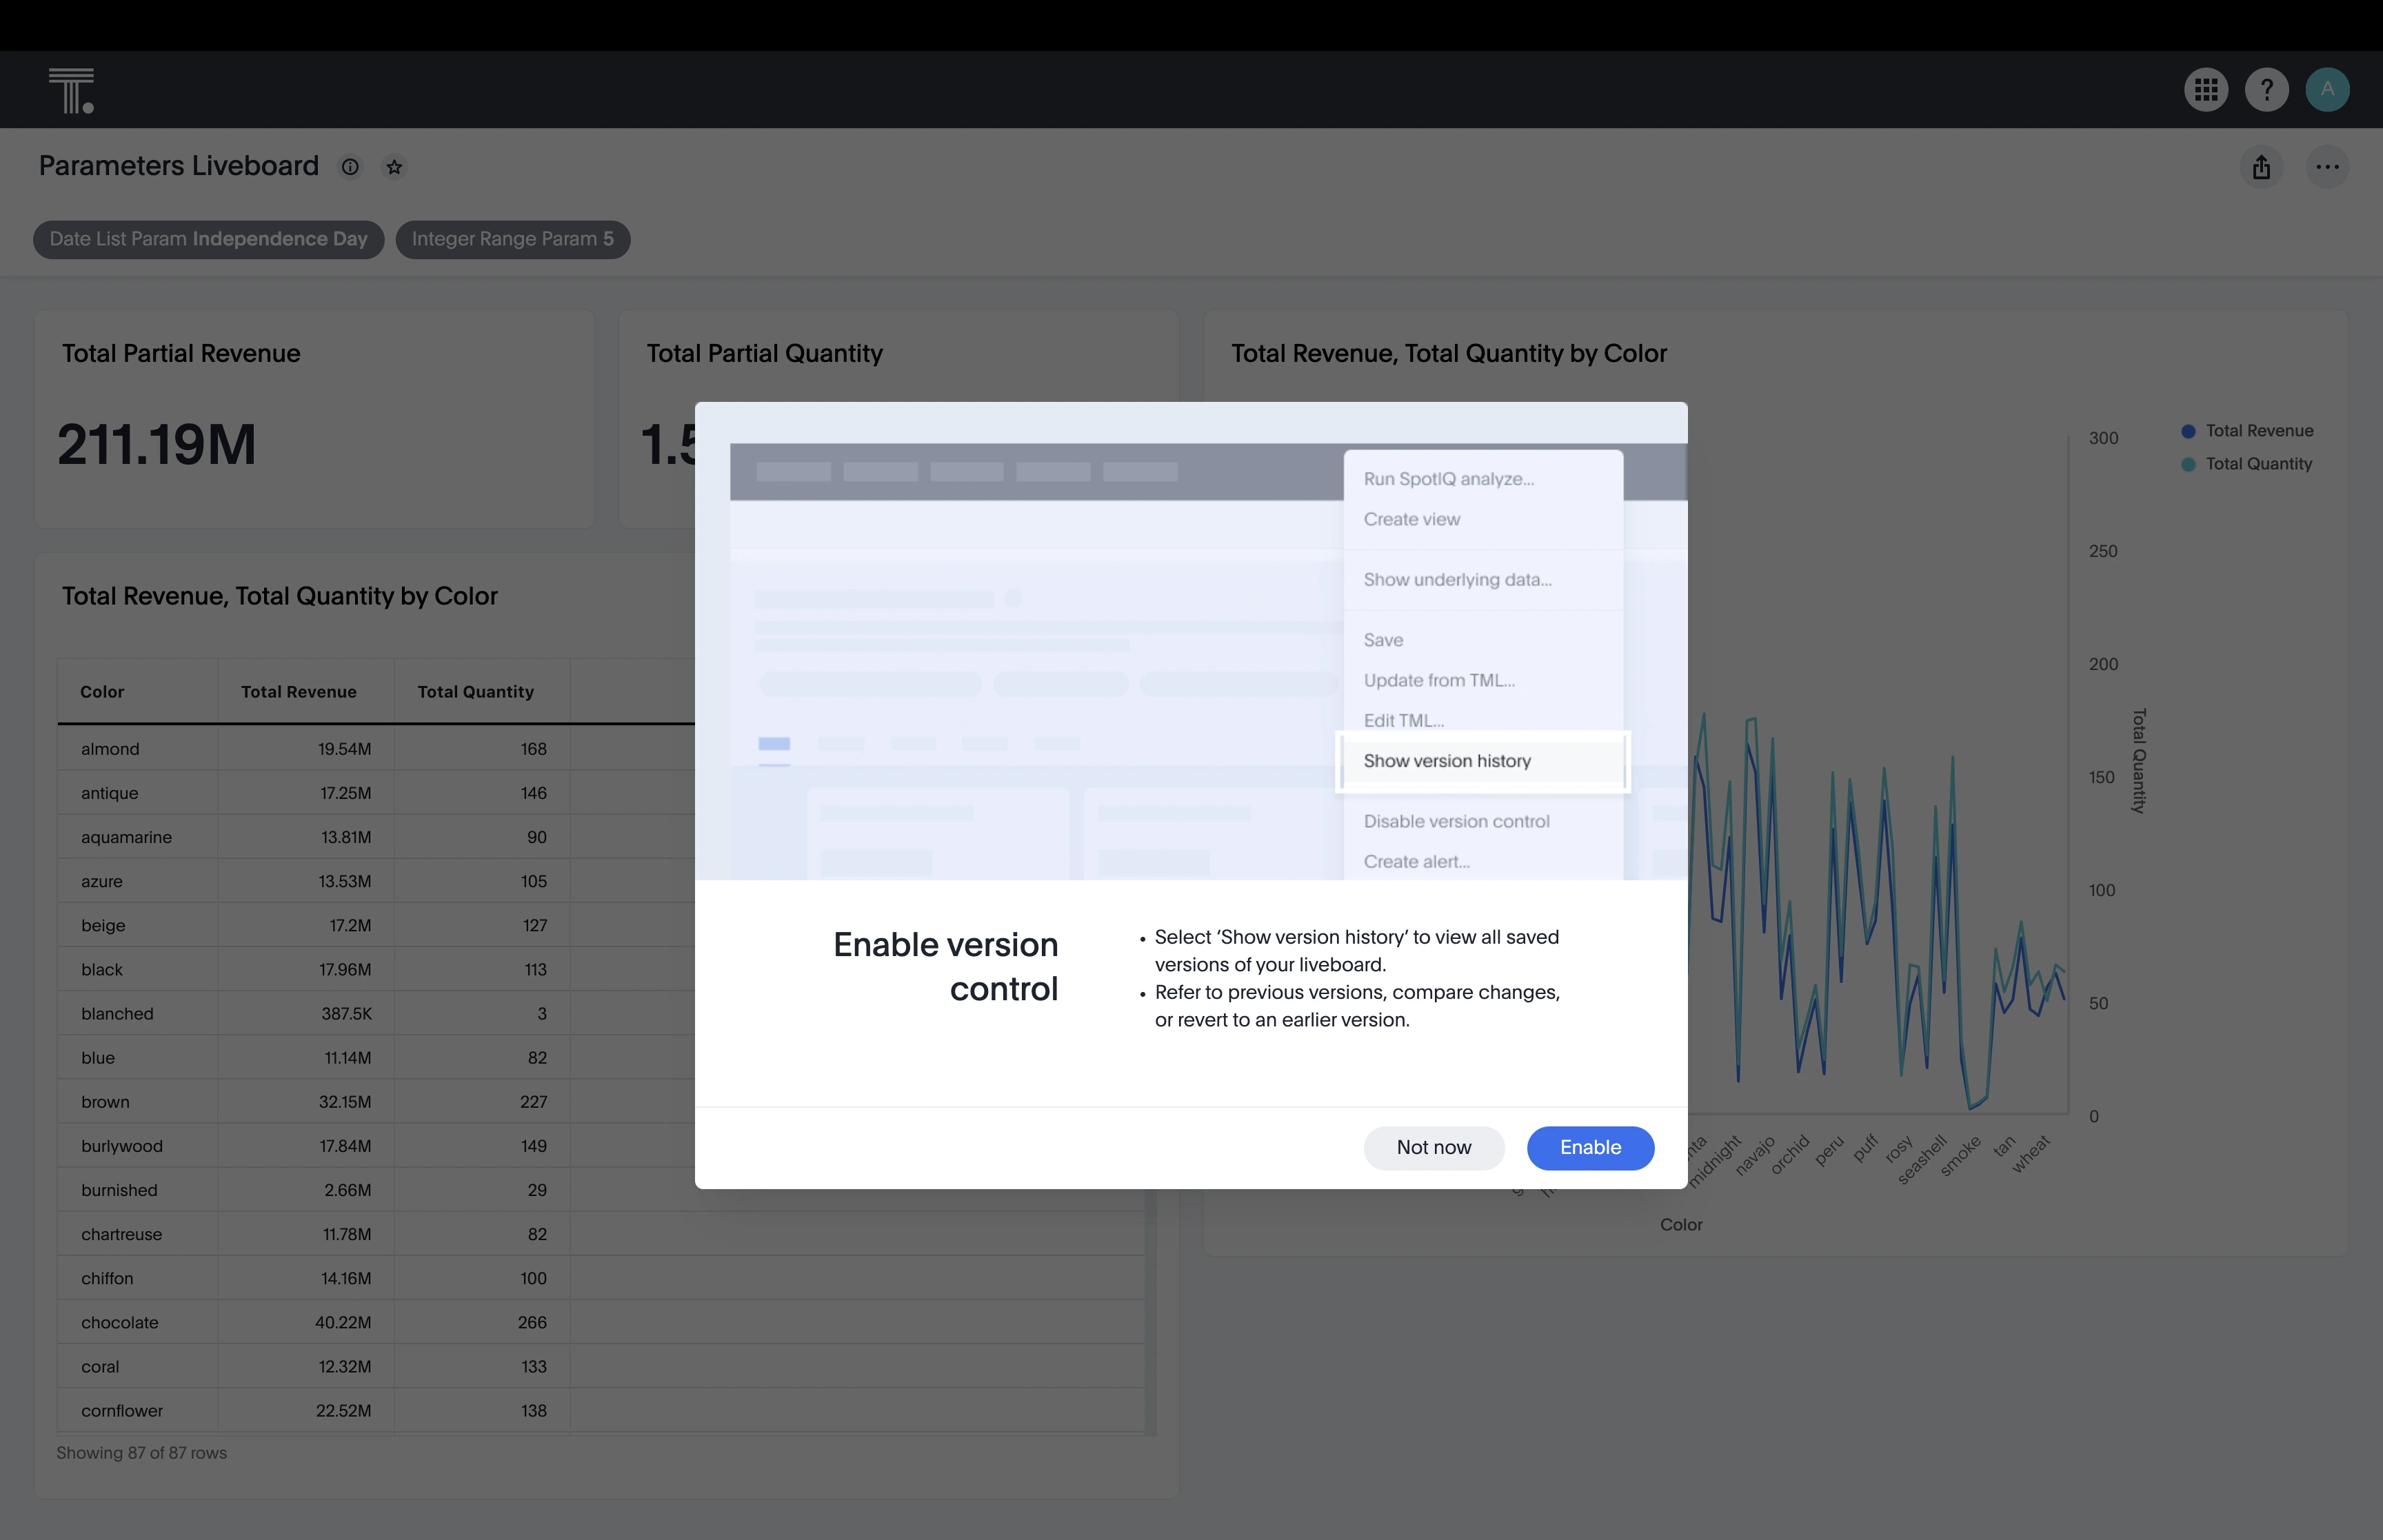 A
Parameters Liveboard
Date List Param Independence Day
Integer Range Param 5
Total Partial Revenue
211.19M
Total Partial Quantity
Total Revenue, Total Quantity by Color
Total Revenue
Total Quantity
300
250
200
150
100
50
0
Total Quantity
midnight
navajo
orchid
peru
puff
rosy
seashell
smoke
tan
wheat
Color
Total Revenue, Total Quantity by Color
Color Total Revenue Total Quantity
almond 19.54M 168
antique 17.25M 146
aquamarine 13.81M 90
azure 13.53M 105
beige 17.2M 127
black 17.96M 113
blanched 387.5K 3
blue 11.14M 82
brown 32.15M 227
burlywood 17.84M 149
burnished 2.66M 29
chartreuse 11.78M 82
chiffon 14.16M 100
chocolate 40.22M 266
coral 12.32M 133
cornflower 22.52M 138
Showing 87 of 87 rows
Run SpotIQ analyze...
Create view
Show underlying data...
Save
Update from TML...
Edit TML...
Show version history
Disable version control
Create alert...
Enable version
control
• Select ‘Show version history’ to view all saved
versions of your liveboard.
• Refer to previous versions, compare changes,
or revert to an earlier version.
Not now
Enable